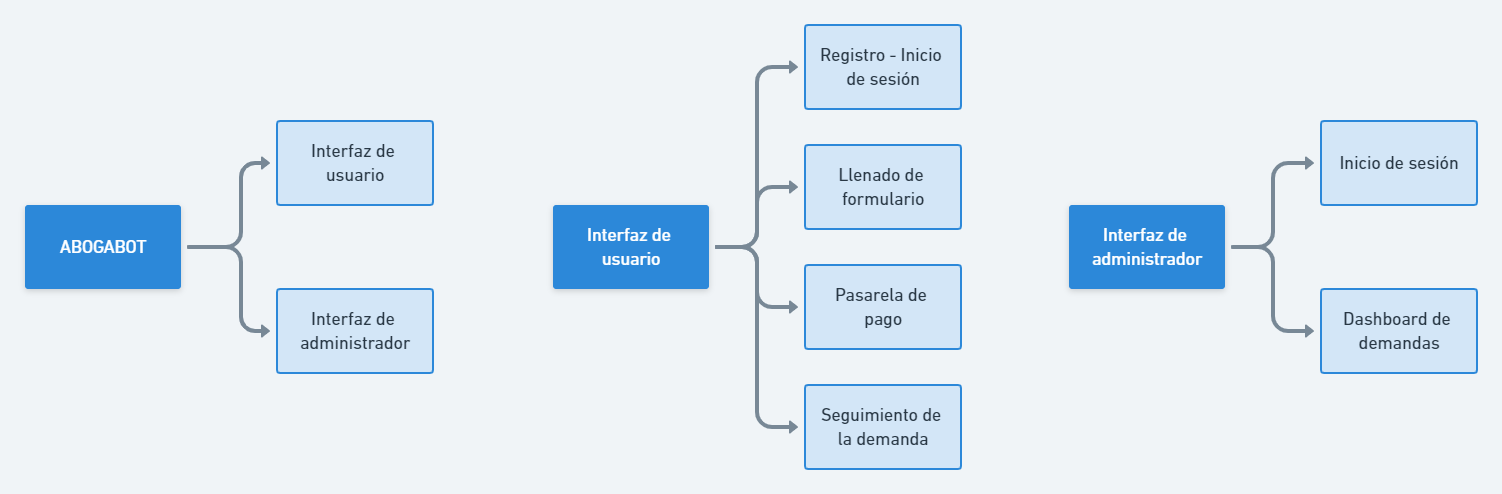 ABOGABOT
Interfaz de
usuario
Interfaz de
administrador
Interfaz de
usuario
Registro - Inicio
de sesión
Llenado de
formulario
Pasarela de
pago
Seguimiento de
la demanda
Interfaz de
administrador
Inicio de sesión
Dashboard de
demandas